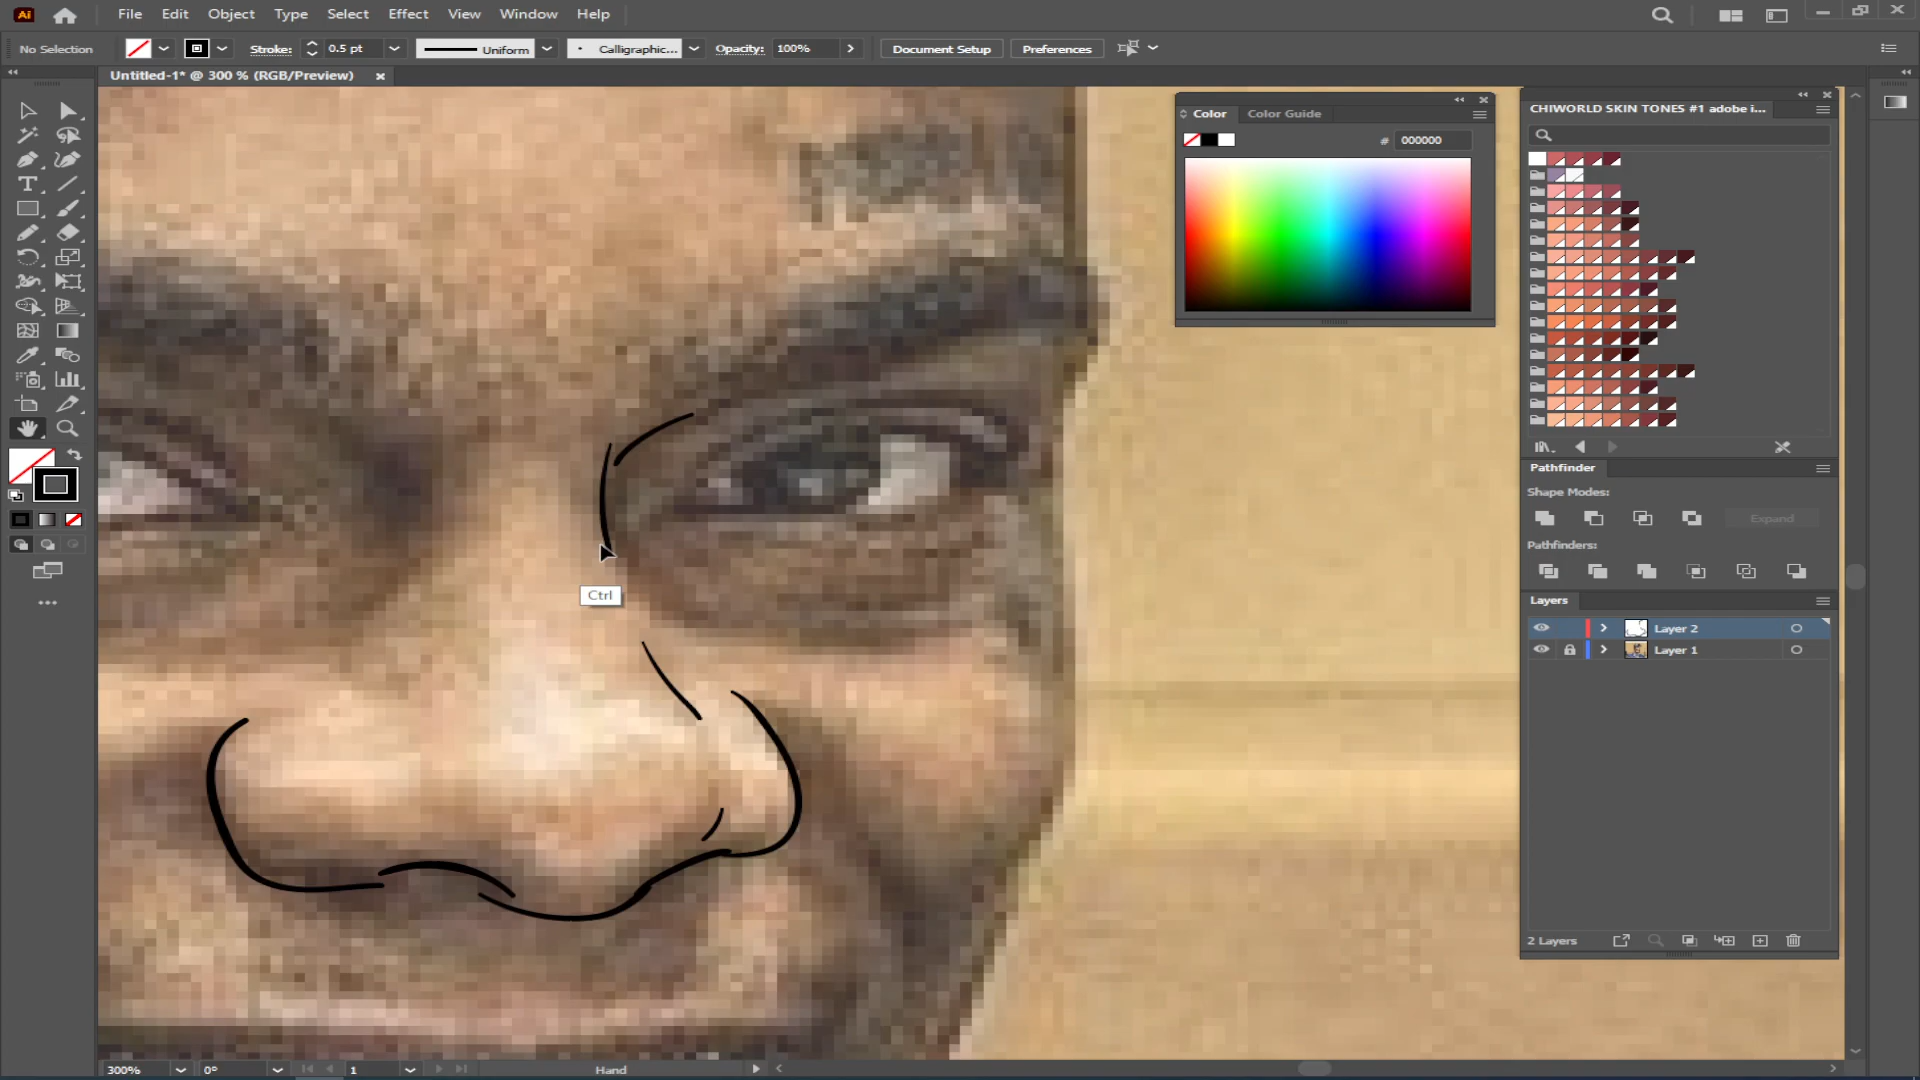 Ai File Edit Object Type Select Effect View Window Help
No Selection Stroke: 0.5 pt Uniform Calligraphic... Opacity: 100% Document Setup Preferences
Untitled-1* @ 300 % (RGB/Preview)
Color Color Guide
# 000000
CHIWORLD SKIN TONES #1 adobe i...
Pathfinder
Shape Modes:
Expand
Pathfinders:
Ctrl
Layers
Layer 2
Layer 1
2 Layers
300% 0° 1 Hand